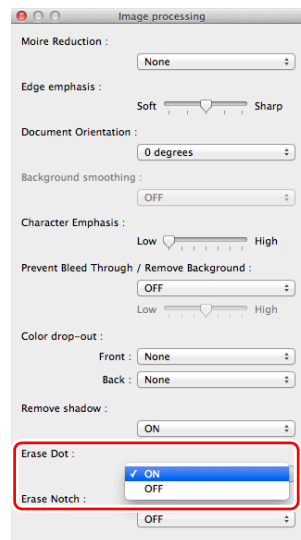 Image processing
Moire Reduction :
None
Edge emphasis :
Soft Sharp
Document Orientation :
0 degrees
Background smoothing :
OFF
Character Emphasis :
Low High
Prevent Bleed Through / Remove Background :
OFF
Low High
Color drop-out :
Front : None
Back : None
Remove shadow :
ON
Erase Dot :
✓ ON
OFF
Erase Notch :
OFF